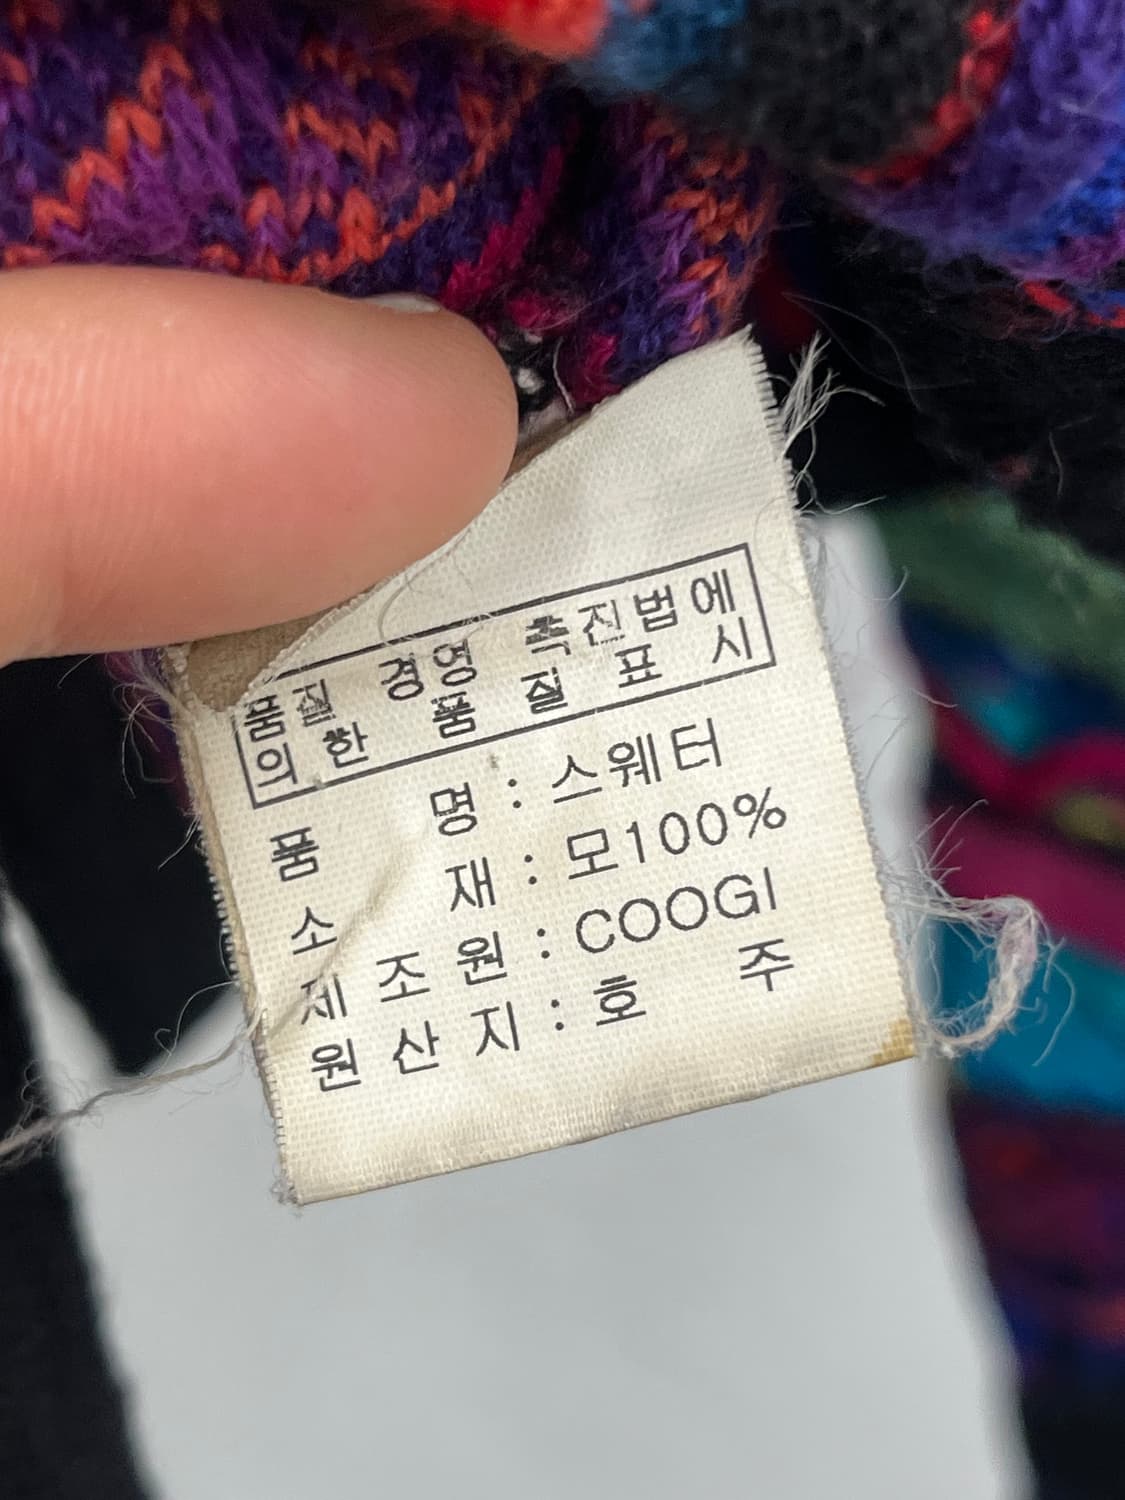 품질 경영 촉진법에
의한 품 질 표 시
품 명 : 스웨터
소 재 : 모100%
제 조 원 : COOGI
원 산 지 : 호 주